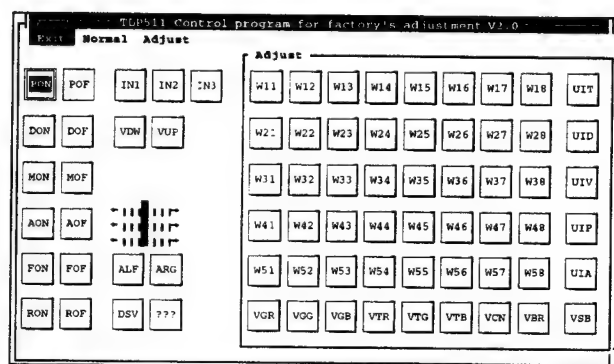 TLP511 Control program for factory's adjustment V2.0
Exit Normal Adjust
Adjust
PON POF IN1 IN2 IN3 W11 W12 W13 W14 W15 W16 W17 W18 UIT
DON DOF VDW VUP W21 W22 W23 W24 W25 W26 W27 W28 UID
MON MOF W31 W32 W33 W34 W35 W36 W37 W38 UIV
AON AOF W41 W42 W43 W44 W45 W46 W47 W48 UIP
FON FOF ALF ARG W51 W52 W53 W54 W55 W56 W57 W58 UIA
RON ROF DSV ??? VGR VGG VGB VTR VTG VTB VCN VBR VSB